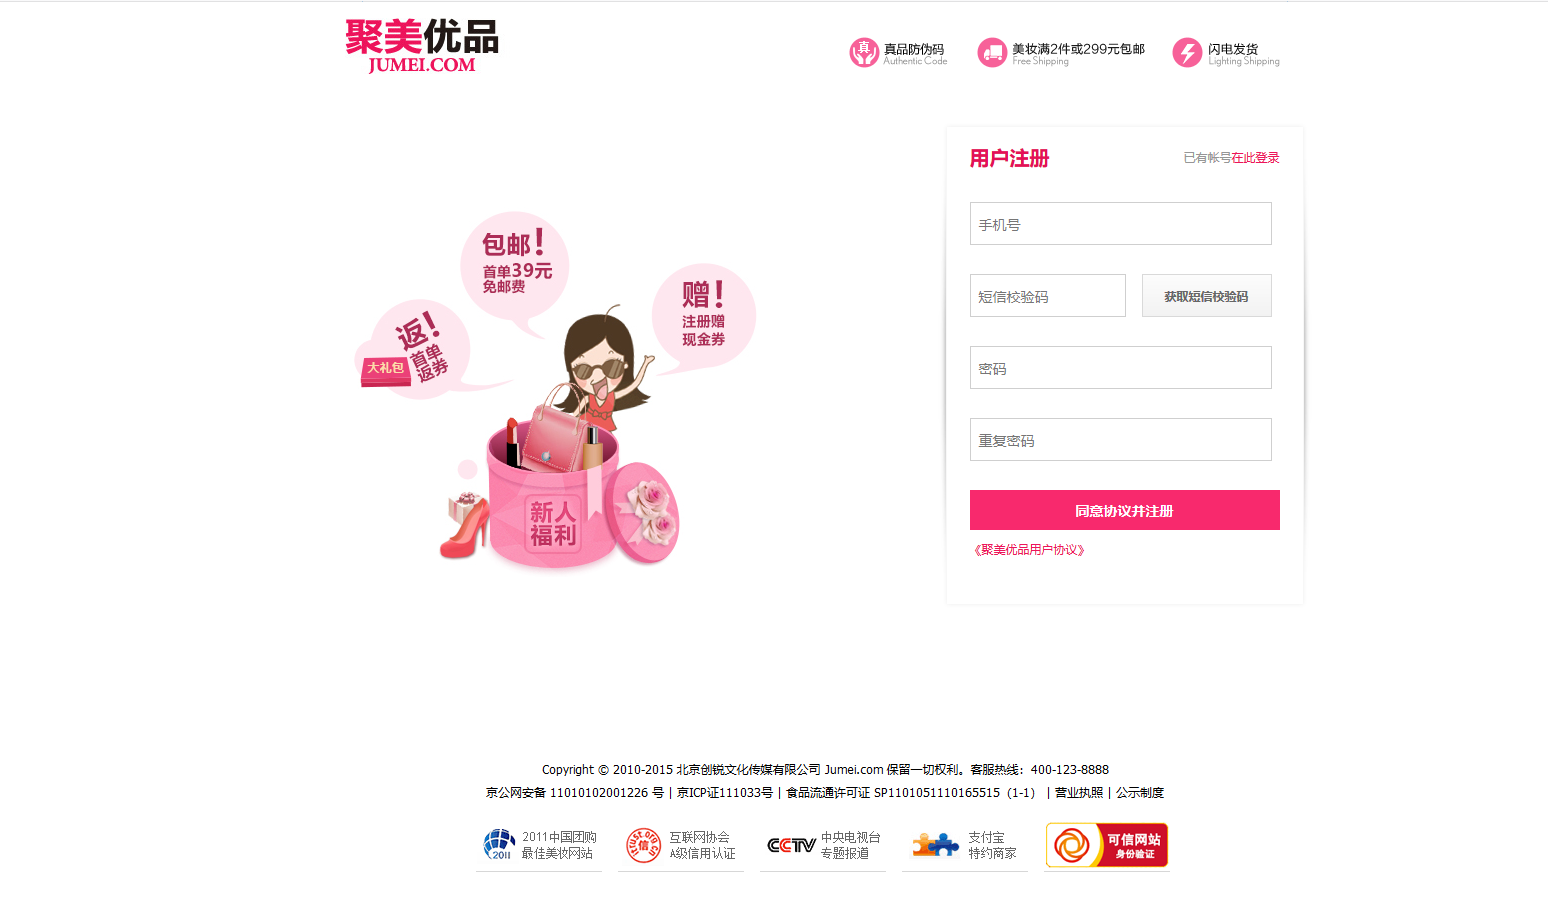 聚美优品
JUMEI.COM
真
真品防伪码
Authentic Code
美妆满2件或299元包邮
Free Shipping
闪电发货
Lighting Shipping
用户注册
已有帐号在此登录
手机号
短信校验码
获取短信校验码
密码
重复密码
同意协议并注册
《聚美优品用户协议》
包邮！
首单39元
免邮费
赠！
注册赠
现金券
返！
首单
返券
大礼包
新人
福利
Copyright © 2010-2015 北京创锐文化传媒有限公司 Jumei.com 保留一切权利。客服热线：400-123-8888
京公网安备 11010102001226 号 | 京ICP证111033号 | 食品流通许可证 SP1101051110165515（1-1） | 营业执照 | 公示制度
2011
2011中国团购
最佳美妆网站
trust.org.cn
信
互联网协会
A级信用认证
CCTV
中央电视台
专题报道
支付宝
特约商家
可信网站
身份验证